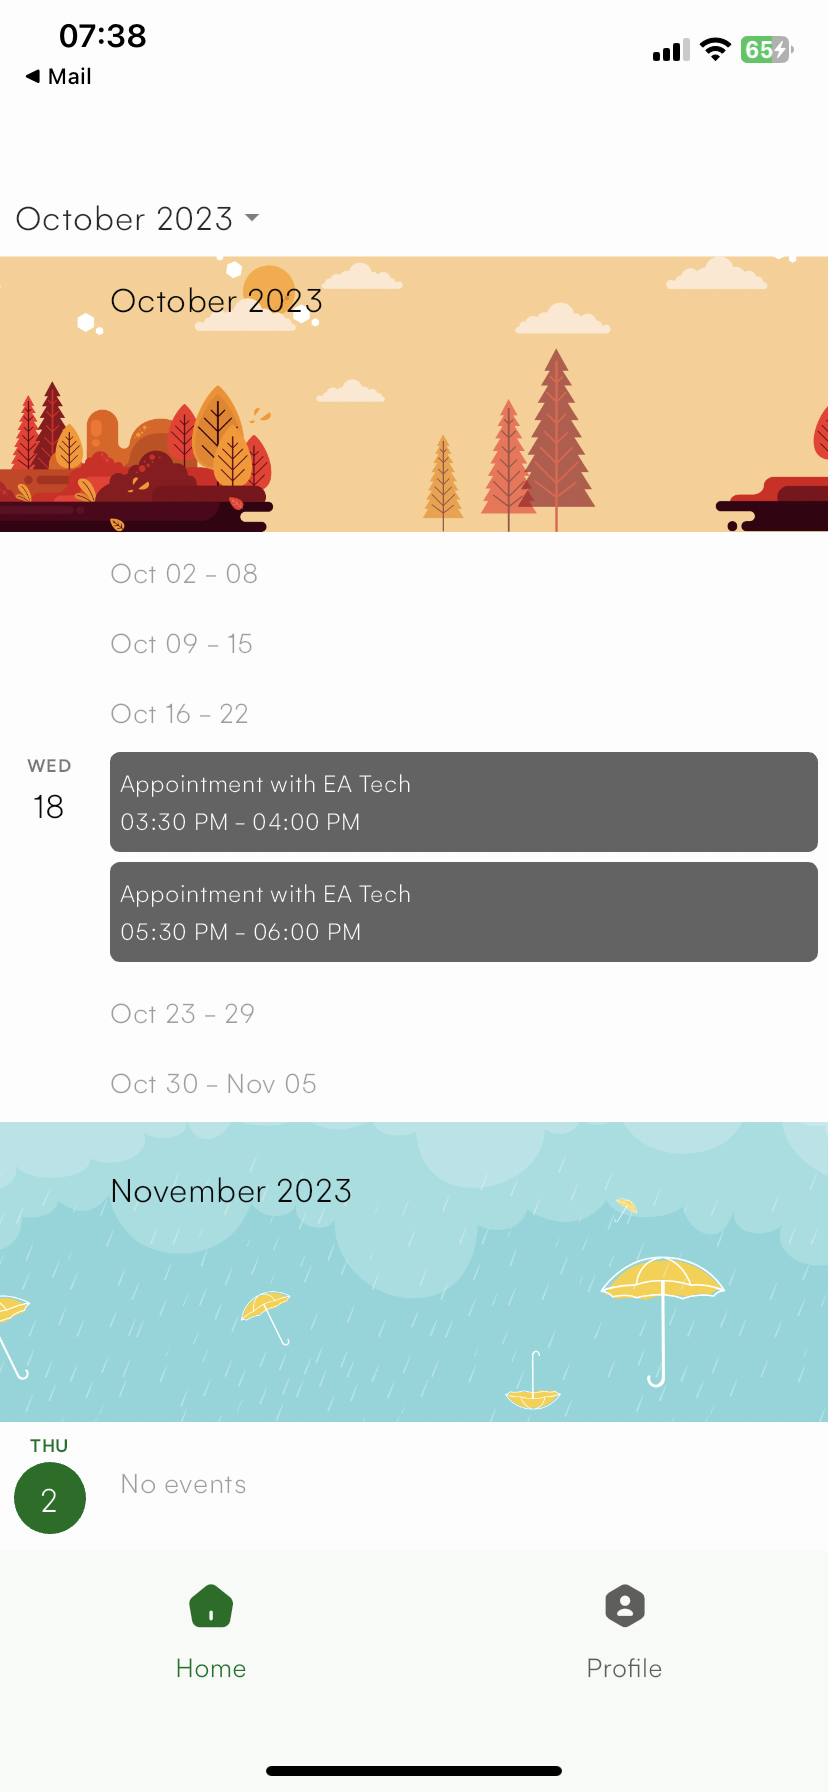 07:38
65
◀ Mail
October 2023
October 2023
Oct 02 – 08
Oct 09 – 15
Oct 16 – 22
WED
18
Appointment with EA Tech
03:30 PM – 04:00 PM
Appointment with EA Tech
05:30 PM – 06:00 PM
Oct 23 – 29
Oct 30 – Nov 05
November 2023
THU
2
No events
Home
Profile